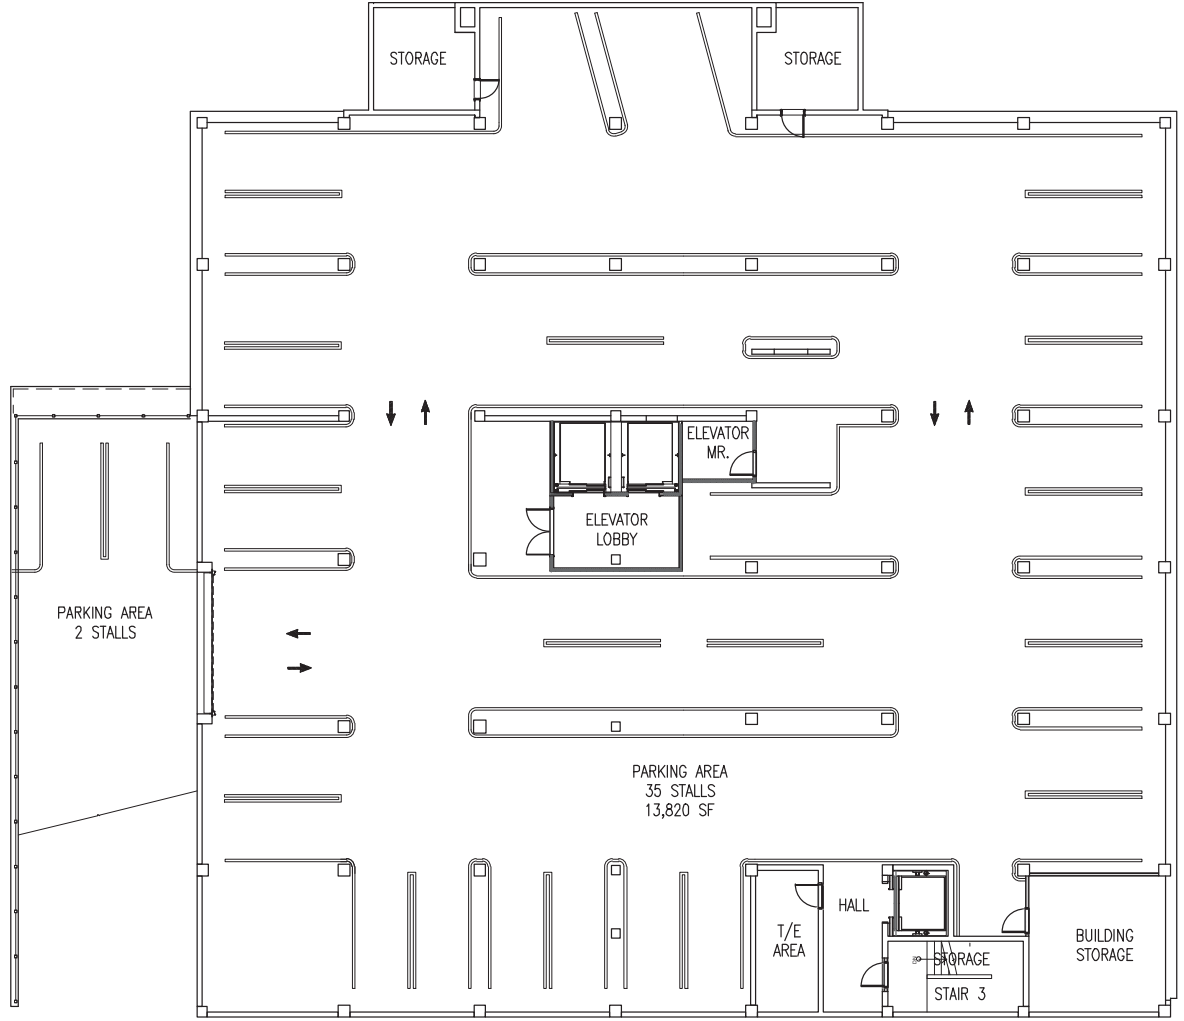 STORAGE
STORAGE
ELEVATOR
MR.
ELEVATOR
LOBBY
PARKING AREA
2 STALLS
PARKING AREA
35 STALLS
13,820 SF
HALL
T/E
AREA
STORAGE
STAIR 3
BUILDING
STORAGE